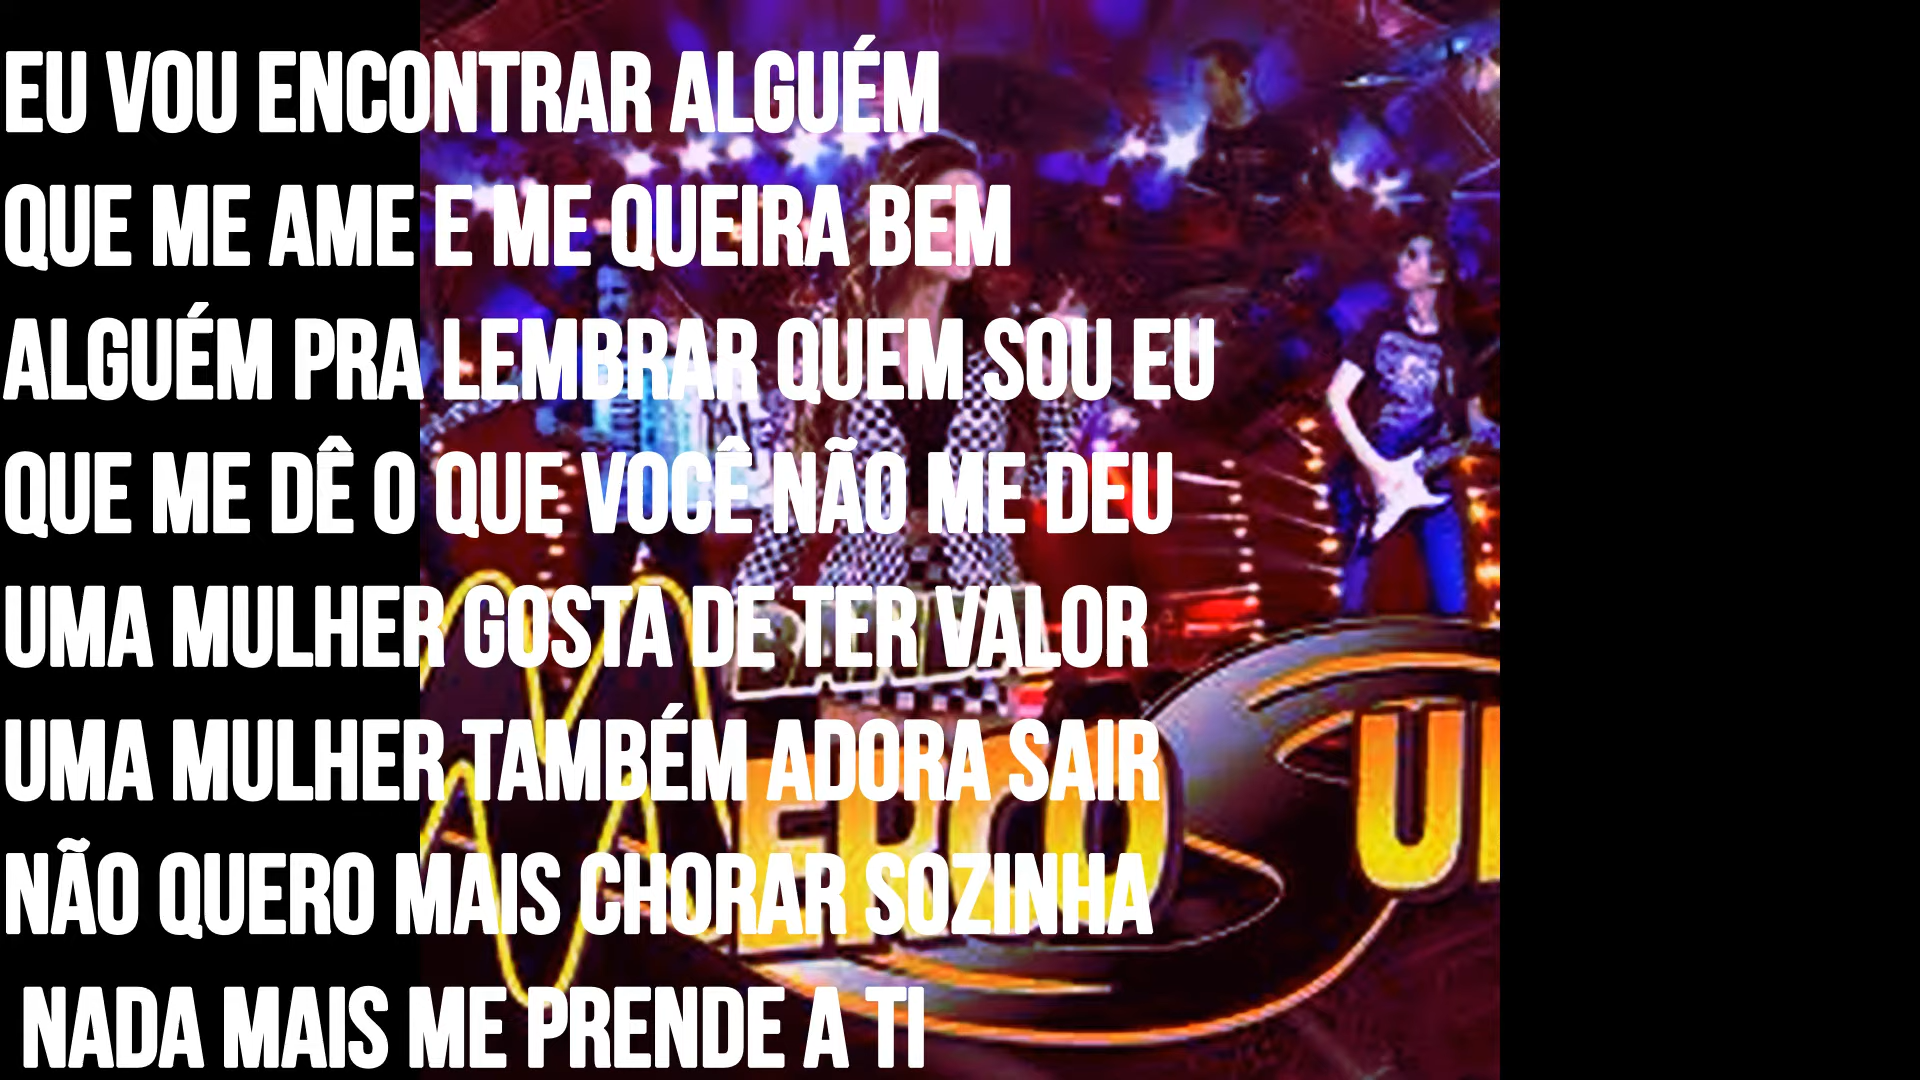 EU VOU ENCONTRAR ALGUÉM
QUE ME AME E ME QUEIRA BEM
ALGUÉM PRA LEMBRAR QUEM SOU EU
QUE ME DÊ O QUE VOCÊ NÃO ME DEU
UMA MULHER GOSTA DE TER VALOR
BANDA
UMA MULHER TAMBÉM ADORA SAIR
NÃO QUERO MAIS CHORAR SOZINHA
NADA MAIS ME PRENDE A TI